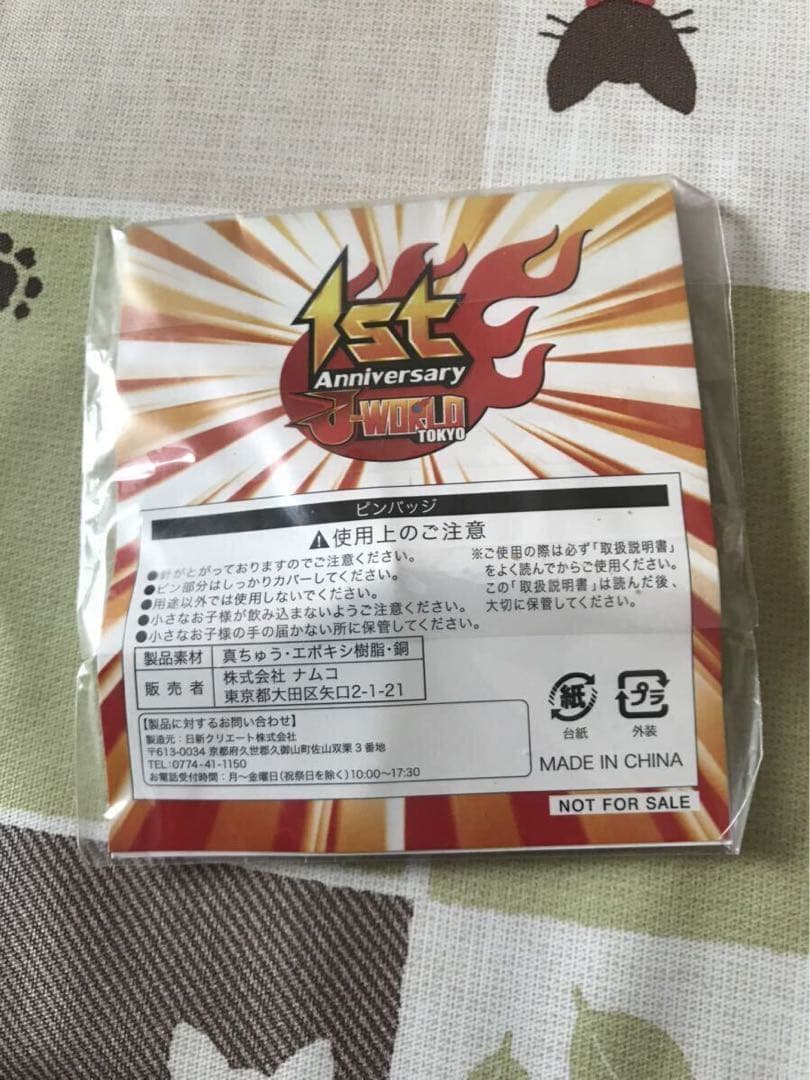 1st
Anniversary
J-WORLD
TOKYO
ピンバッジ
使用上のご注意
●針がとがっておりますのでご注意ください。
●ピン部分はしっかりカバーしてください。
●用途以外では使用しないでください。
●小さなお子様が飲み込まないようご注意ください。
●小さなお子様の手の届かない所に保管してください。
※ご使用の際は必ず「取扱説明書」
をよく読んでからご使用ください。
この「取扱説明書」は読んだ後、
大切に保管してください。
製品素材 真ちゅう・エポキシ樹脂・銅
販売者 株式会社 ナムコ
東京都大田区矢口2-1-21
【製品に対するお問い合わせ】
製造元：日新クリエート株式会社
〒613-0034 京都府久世郡久御山町佐山双栗3番地
TEL:0774-41-1150
お電話受付時間：月～金曜日(祝祭日を除く)10:00～17:30
紙
台紙
プラ
外装
MADE IN CHINA
NOT FOR SALE